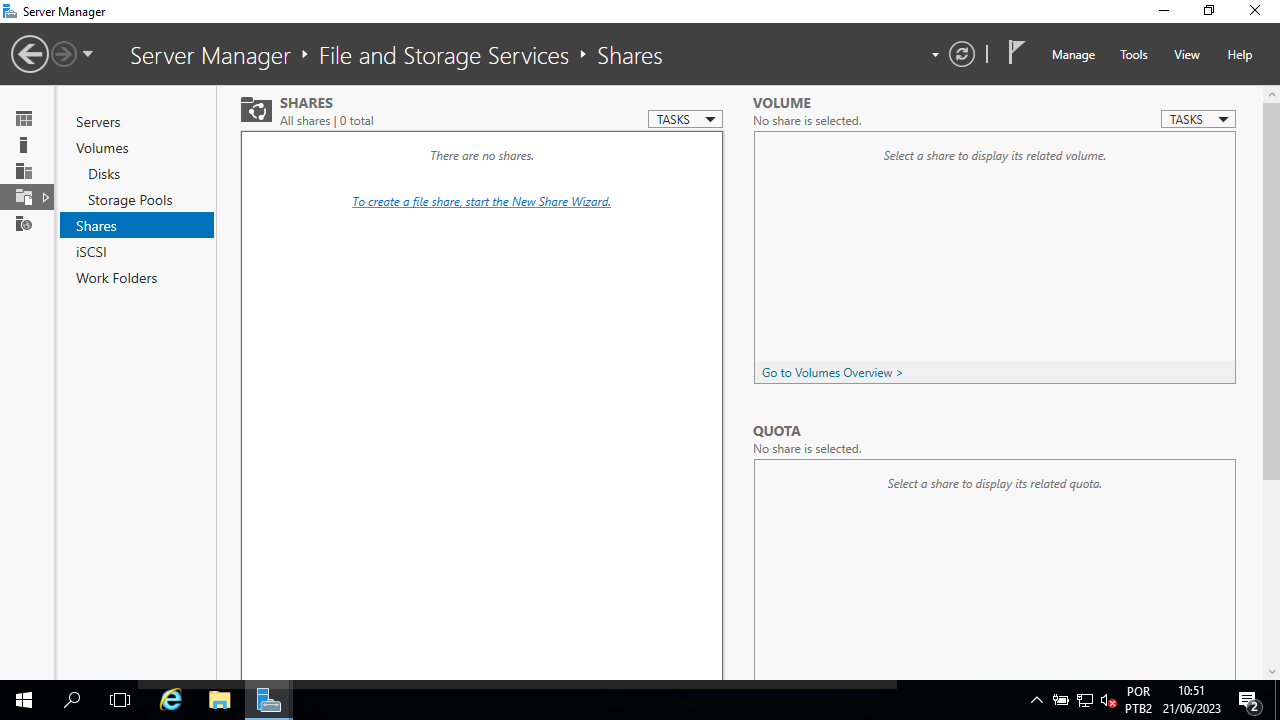 Server Manager
Server Manager ‣ File and Storage Services ‣ Shares
Manage Tools View Help
Servers
Volumes
Disks
Storage Pools
Shares
iSCSI
Work Folders
SHARES
All shares | 0 total
TASKS
There are no shares.
To create a file share, start the New Share Wizard.
VOLUME
No share is selected.
TASKS
Select a share to display its related volume.
Go to Volumes Overview >
QUOTA
No share is selected.
Select a share to display its related quota.
POR
PTB2
10:51
21/06/2023
2